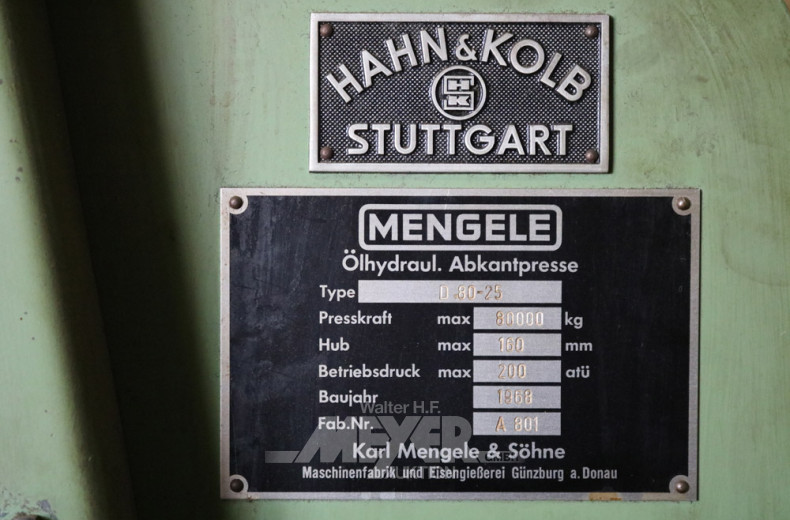 HAHN & KOLB
HK
STUTTGART
MENGELE
Ölhydraul. Abkantpresse
Type D 80-25
Presskraft max 80000 kg
Hub max 160 mm
Betriebsdruck max 200 atü
Baujahr 1968
Walter H.F.
Fab.Nr. A 801
MEYER
Karl Mengele & Söhne
Maschinenfabrik und Eisengießerei Günzburg a. Donau